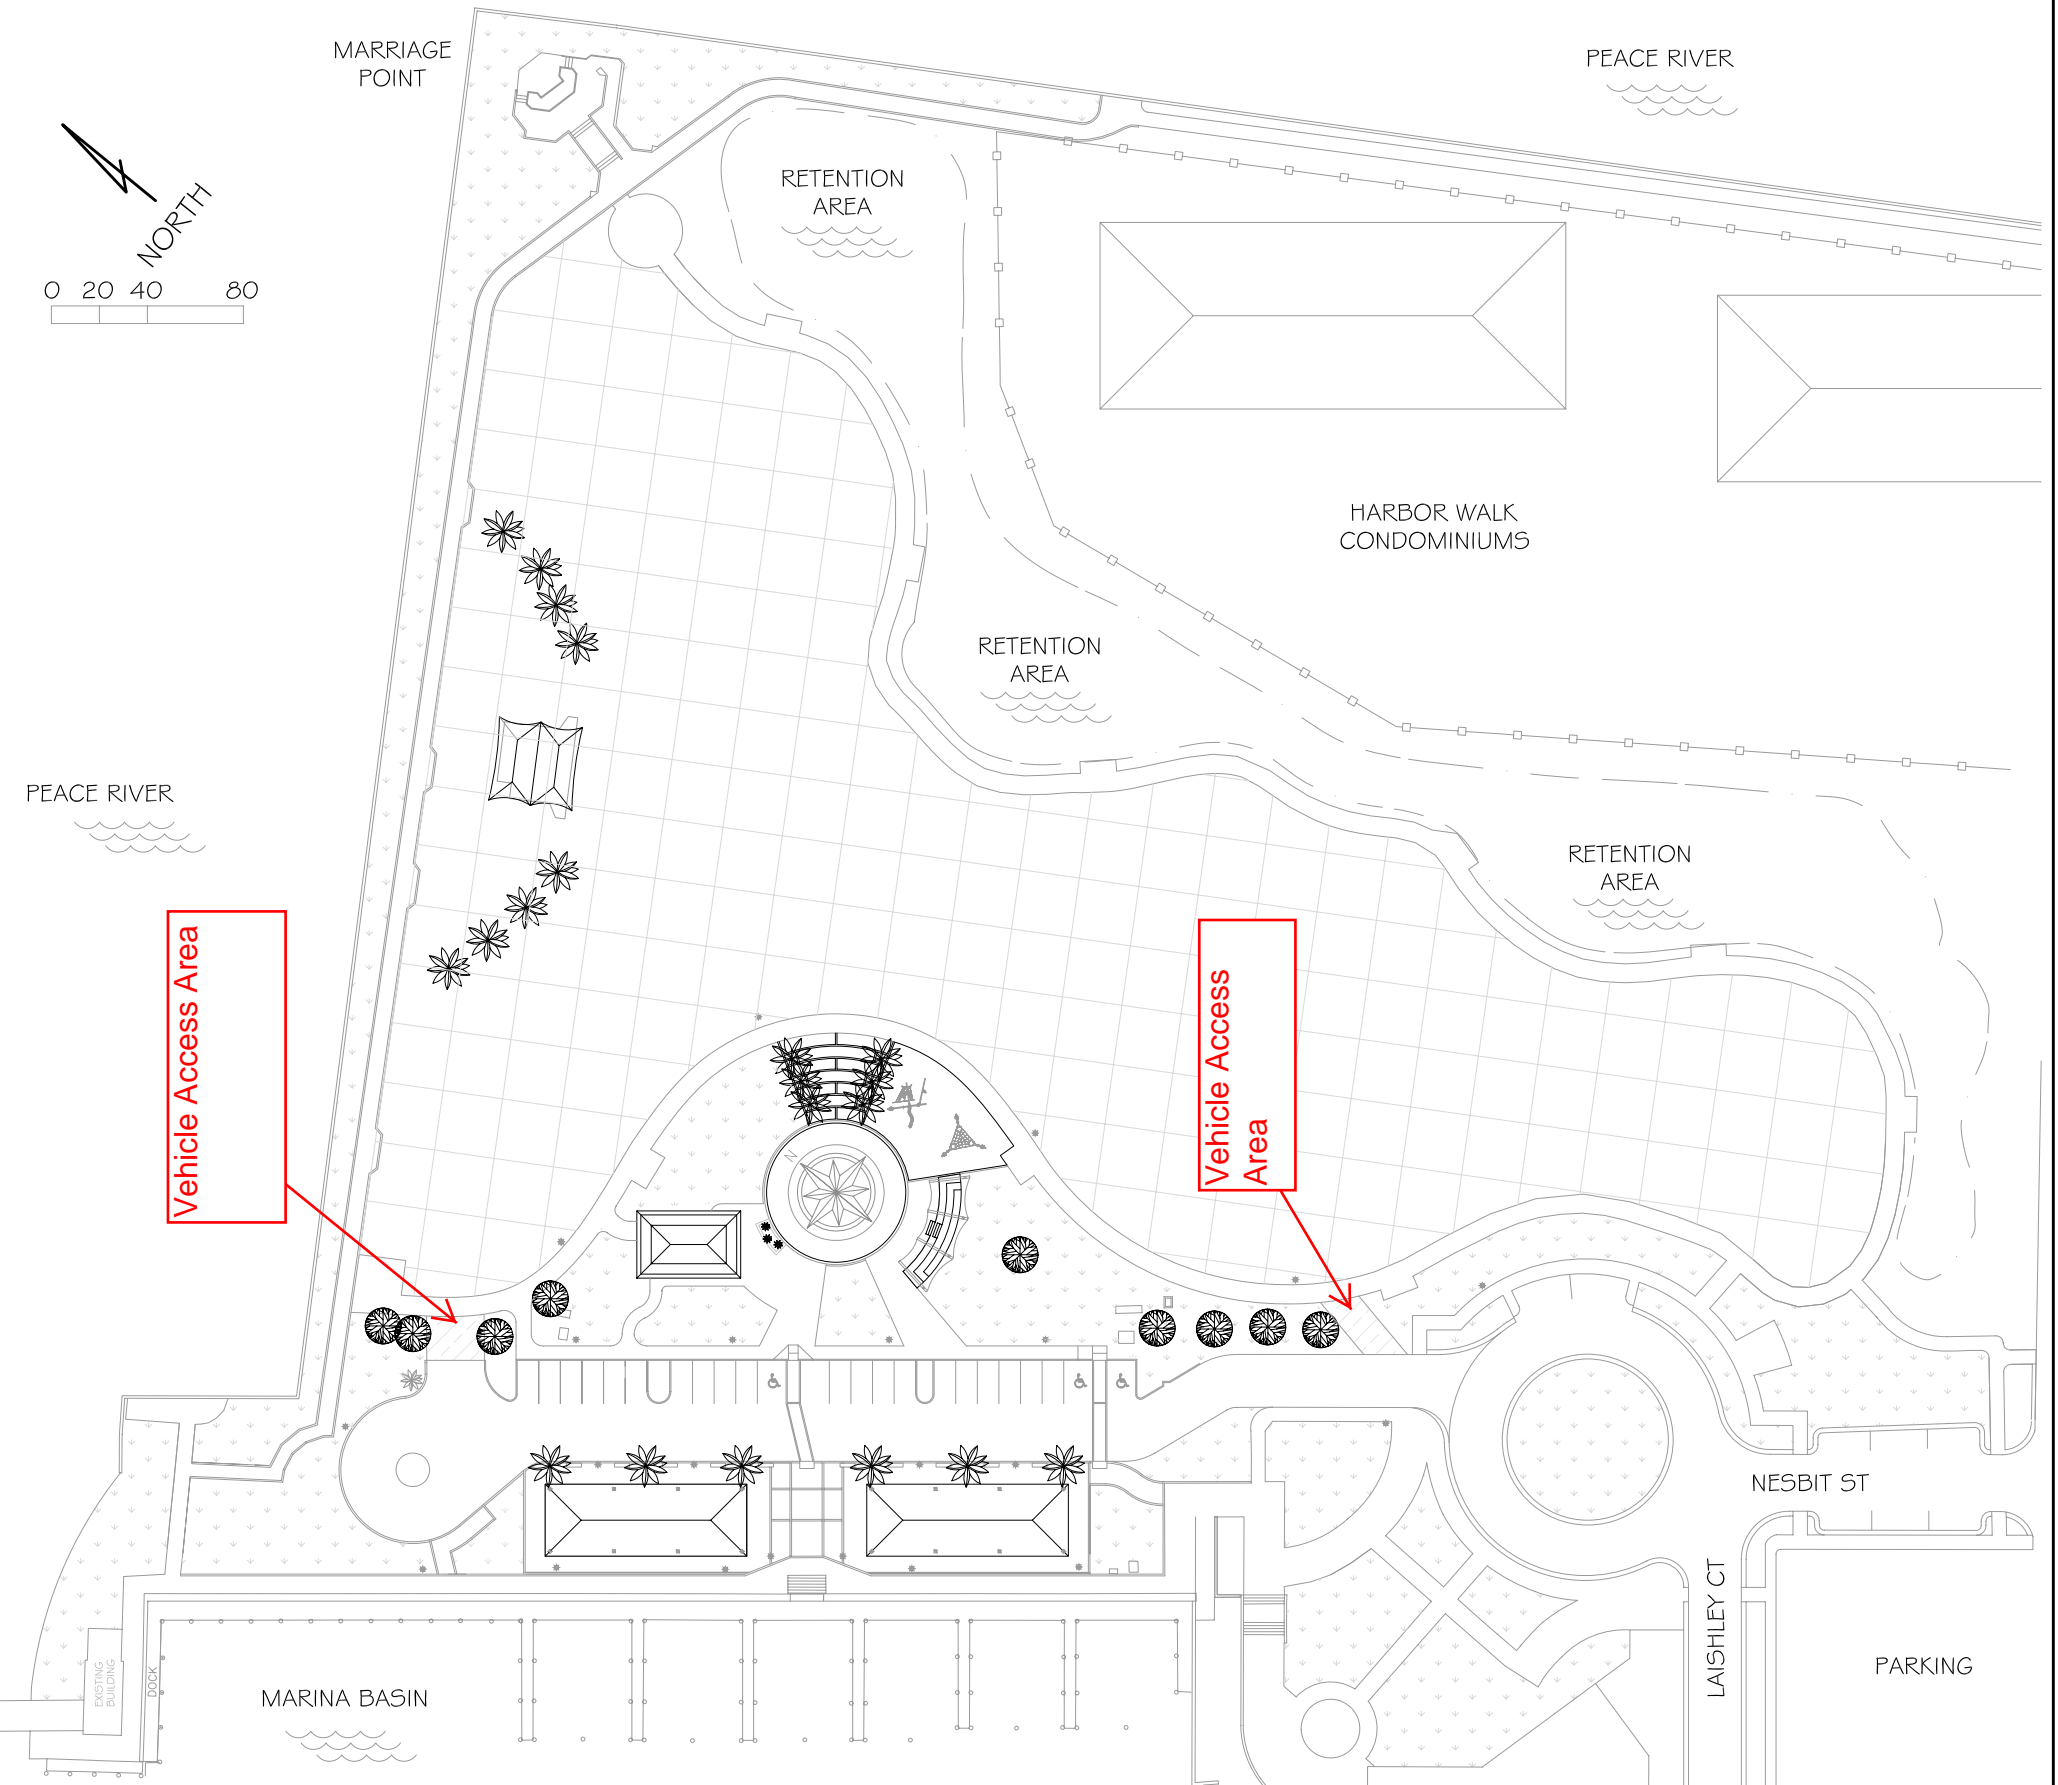 MARRIAGE
POINT
PEACE RIVER
NORTH
0 20 40 80
RETENTION
AREA
HARBOR WALK
CONDOMINIUMS
RETENTION
AREA
PEACE RIVER
RETENTION
AREA
Vehicle Access Area
Vehicle Access
Area
N
NESBIT ST
LAISHLEY CT
PARKING
EXISTING
BUILDING
DOCK
MARINA BASIN